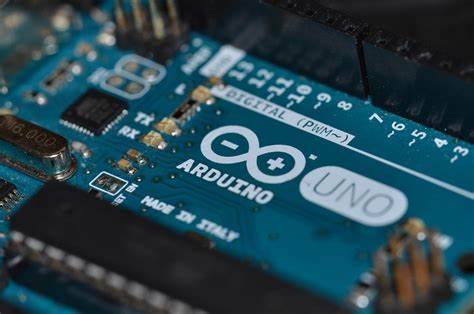 13
12
~11
~10
~9
8
7
~6
~5
4
~3
DIGITAL (PWM~)
TX
RX
ARDUINO
UNO
MADE IN ITALY
16.000